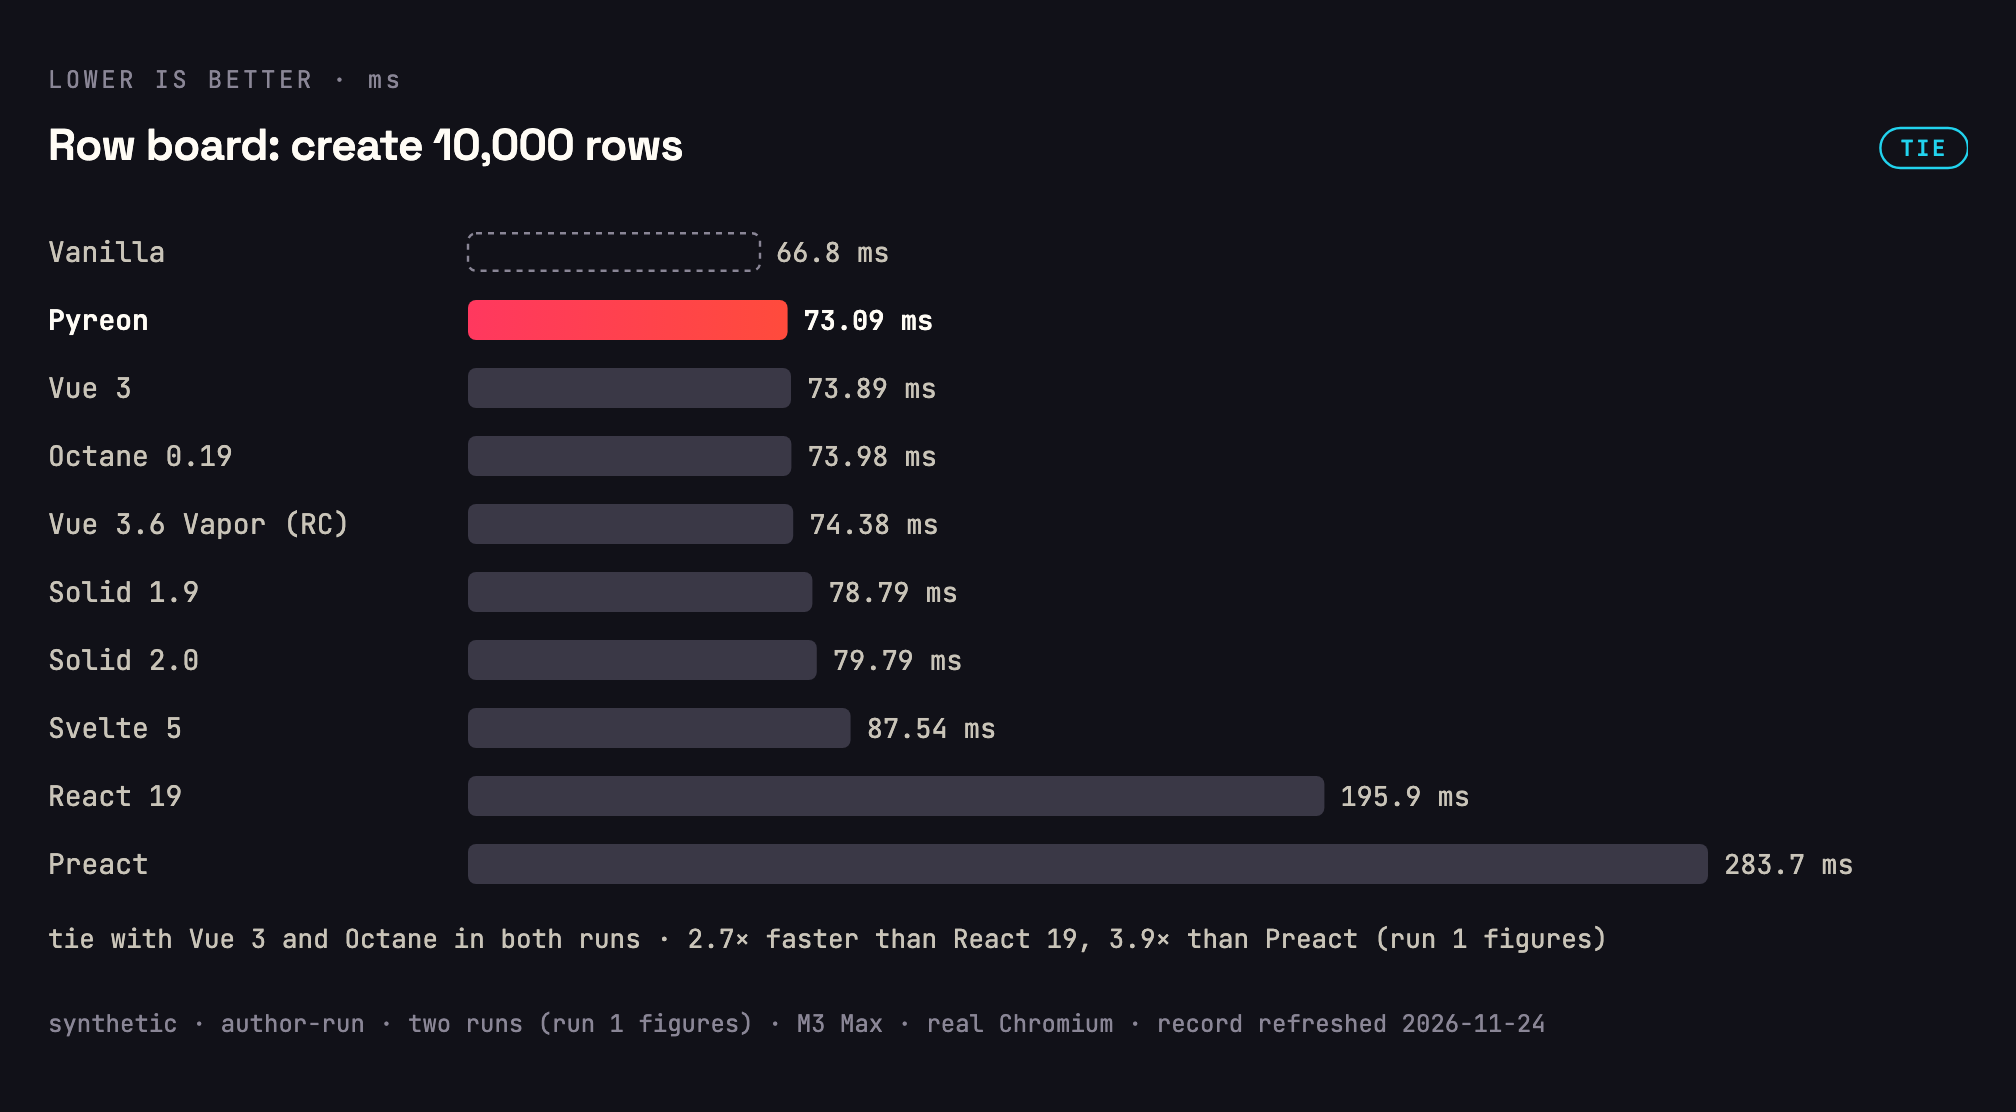 LOWER IS BETTER · ms
Row board: create 10,000 rows
TIE
Vanilla 66.8 ms
Pyreon 73.09 ms
Vue 3 73.89 ms
Octane 0.19 73.98 ms
Vue 3.6 Vapor (RC) 74.38 ms
Solid 1.9 78.79 ms
Solid 2.0 79.79 ms
Svelte 5 87.54 ms
React 19 195.9 ms
Preact 283.7 ms
tie with Vue 3 and Octane in both runs · 2.7× faster than React 19, 3.9× than Preact (run 1 figures)
synthetic · author-run · two runs (run 1 figures) · M3 Max · real Chromium · record refreshed 2026-11-24